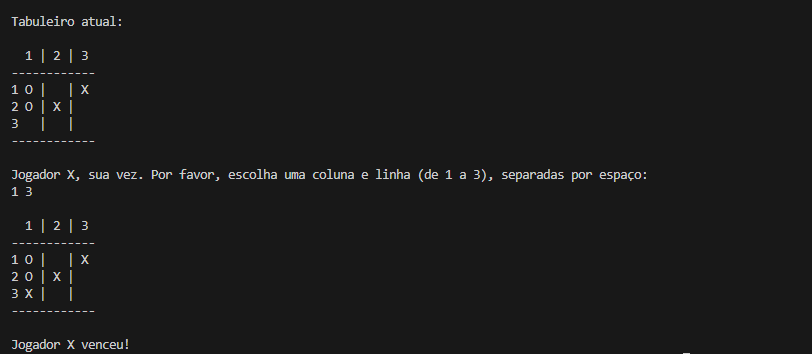 Tabuleiro atual:
  1 | 2 | 3
------------
1 O |   | X
2 O | X |
3   |   |
------------
Jogador X, sua vez. Por favor, escolha uma coluna e linha (de 1 a 3), separadas por espaço:
1 3
  1 | 2 | 3
------------
1 O |   | X
2 O | X |
3 X |   |
------------
Jogador X venceu!